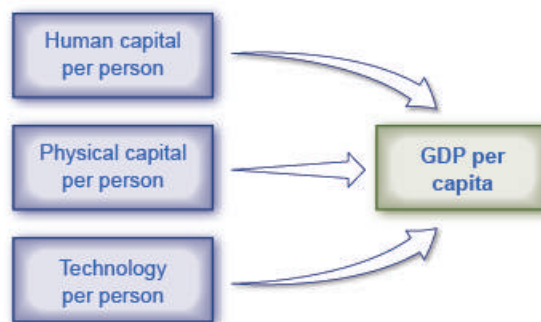 Human capital
per person
Physical capital
per person
GDP per
capita
Technology
per person